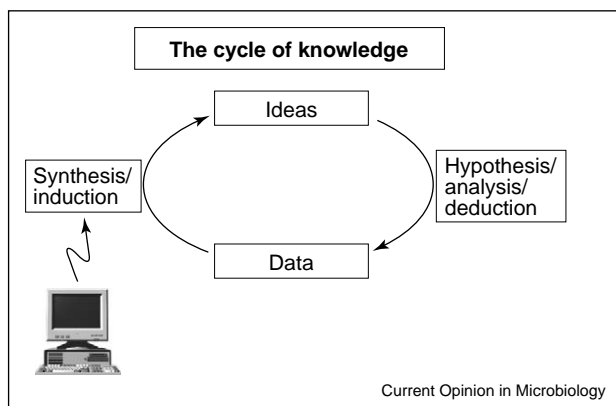 The cycle of knowledge
Ideas
Synthesis/
induction
Hypothesis/
analysis/
deduction
Data
Current Opinion in Microbiology